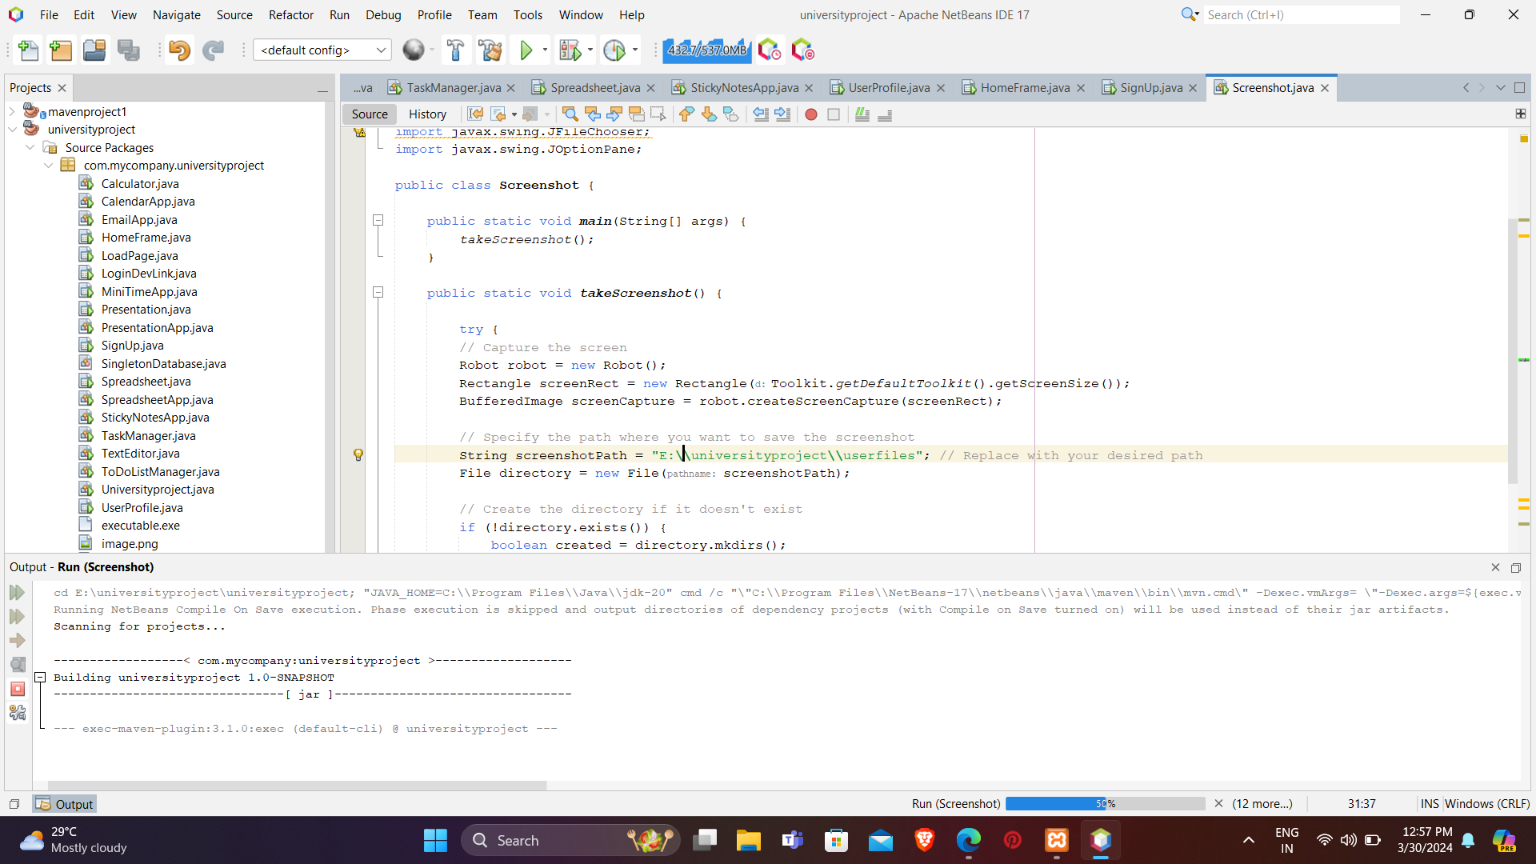 File Edit View Navigate Source Refactor Run Debug Profile Team Tools Window Help
universityproject - Apache NetBeans IDE 17
Search (Ctrl+I)
<default config>
432.7/537.0MB
Projects
...va TaskManager.java Spreadsheet.java StickyNotesApp.java UserProfile.java HomeFrame.java SignUp.java Screenshot.java
Source History
mavenproject1
universityproject
Source Packages
com.mycompany.universityproject
Calculator.java
CalendarApp.java
EmailApp.java
HomeFrame.java
LoadPage.java
LoginDevLink.java
MiniTimeApp.java
Presentation.java
PresentationApp.java
SignUp.java
SingletonDatabase.java
Spreadsheet.java
SpreadsheetApp.java
StickyNotesApp.java
TaskManager.java
TextEditor.java
ToDoListManager.java
Universityproject.java
UserProfile.java
executable.exe
image.png
import javax.swing.JFileChooser;
import javax.swing.JOptionPane;
public class Screenshot {
public static void main(String[] args) {
takeScreenshot();
}
public static void takeScreenshot() {
try {
// Capture the screen
Robot robot = new Robot();
Rectangle screenRect = new Rectangle(d: Toolkit.getDefaultToolkit().getScreenSize());
BufferedImage screenCapture = robot.createScreenCapture(screenRect);
// Specify the path where you want to save the screenshot
String screenshotPath = "E:\\universityproject\\userfiles"; // Replace with your desired path
File directory = new File(pathname: screenshotPath);
// Create the directory if it doesn't exist
if (!directory.exists()) {
boolean created = directory.mkdirs();
Output - Run (Screenshot)
cd E:\universityproject\universityproject; "JAVA_HOME=C:\\Program Files\\Java\\jdk-20" cmd /c "\"C:\\Program Files\\NetBeans-17\\netbeans\\java\\maven\\bin\\mvn.cmd\" -Dexec.vmArgs= \"-Dexec.args=${exec.v
Running NetBeans Compile On Save execution. Phase execution is skipped and output directories of dependency projects (with Compile on Save turned on) will be used instead of their jar artifacts.
Scanning for projects...
------------------< com.mycompany:universityproject >-------------------
Building universityproject 1.0-SNAPSHOT
--------------------------------[ jar ]---------------------------------
--- exec-maven-plugin:3.1.0:exec (default-cli) @ universityproject ---
Output
Run (Screenshot) 50% (12 more...) 31:37 INS Windows (CRLF)
29°C
Mostly cloudy
Search
ENG
IN
12:57 PM
3/30/2024
PRE